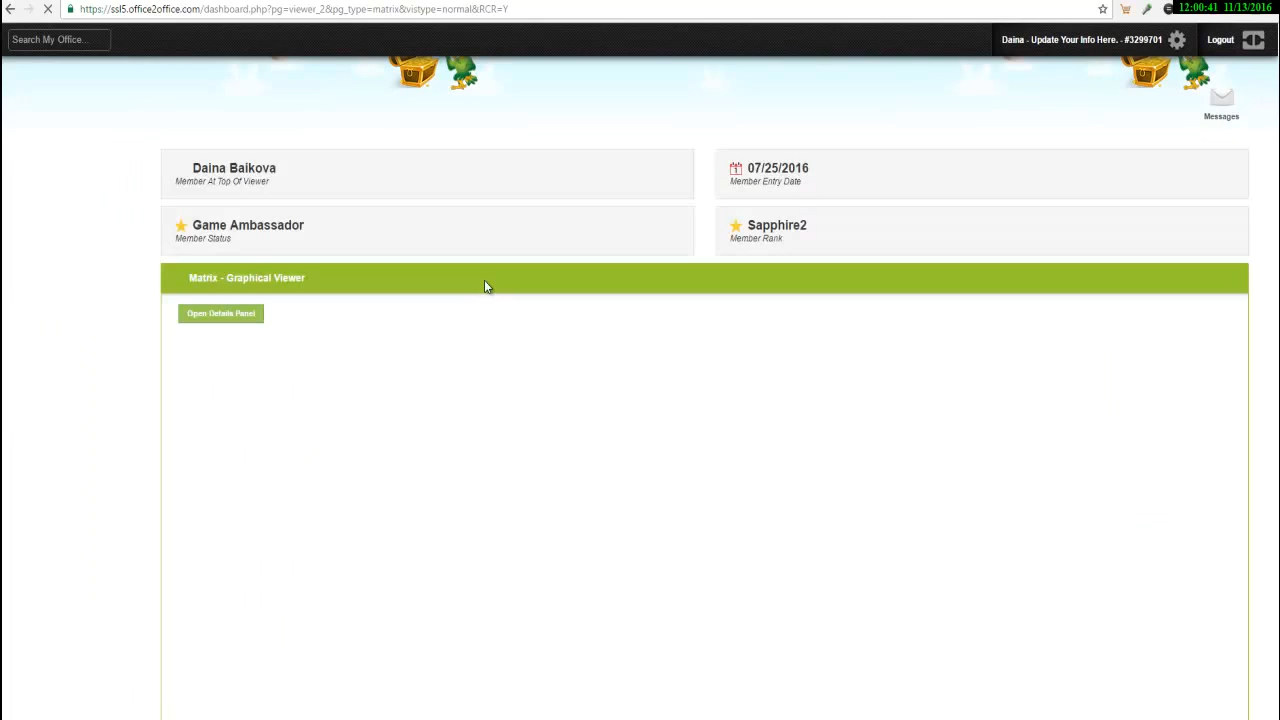 https://ssl5.office2office.com/dashboard.php?pg=viewer_2&pg_type=matrix&vistype=normal&RCR=Y
12:00:41 11/13/2016
Search My Office...
Daina - Update Your Info Here. - #3299701
Logout
Messages
Daina Baikova
Member At Top Of Viewer
07/25/2016
Member Entry Date
Game Ambassador
Member Status
Sapphire2
Member Rank
Matrix - Graphical Viewer
Open Details Panel